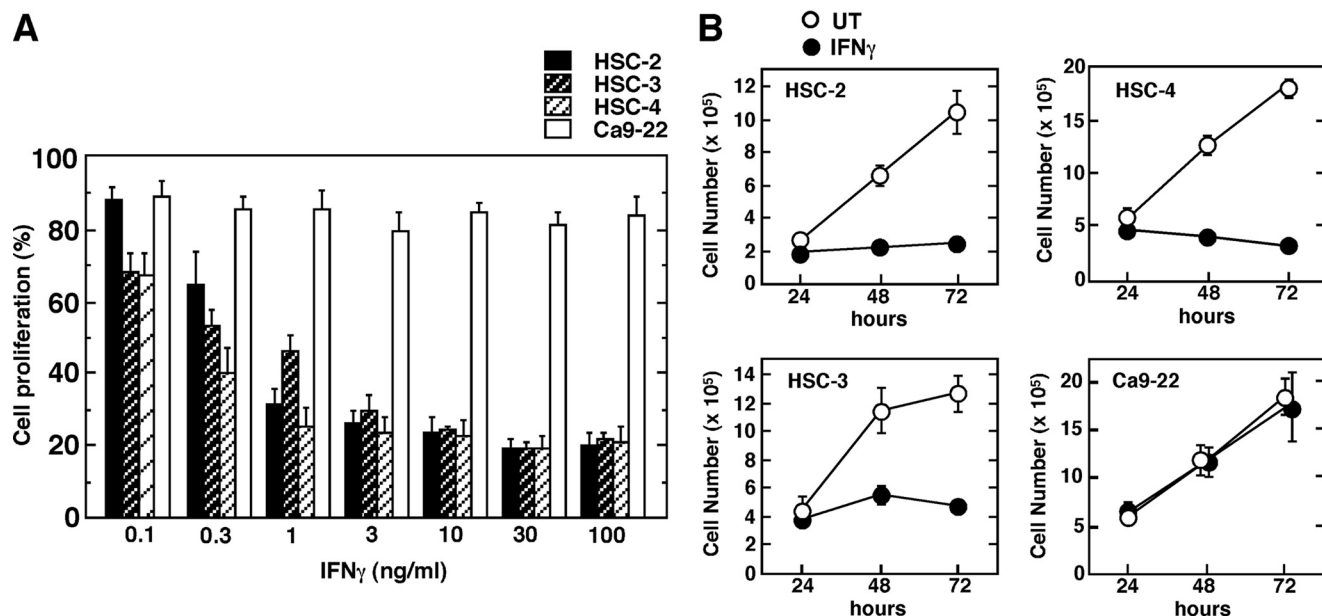 A
HSC-2
HSC-3
HSC-4
Ca9-22
100
80
60
40
20
0
Cell proliferation (%)
0.1 0.3 1 3 10 30 100
IFNγ (ng/ml)
B
UT
IFNγ
HSC-2
12
10
8
6
4
2
0
Cell Number (x 10⁵)
24 48 72
hours
HSC-4
20
15
10
5
0
Cell Number (x 10⁵)
24 48 72
hours
HSC-3
14
12
10
8
6
4
2
0
Cell Number (x 10⁵)
24 48 72
hours
Ca9-22
20
15
10
5
0
Cell Number (x 10⁵)
24 48 72
hours